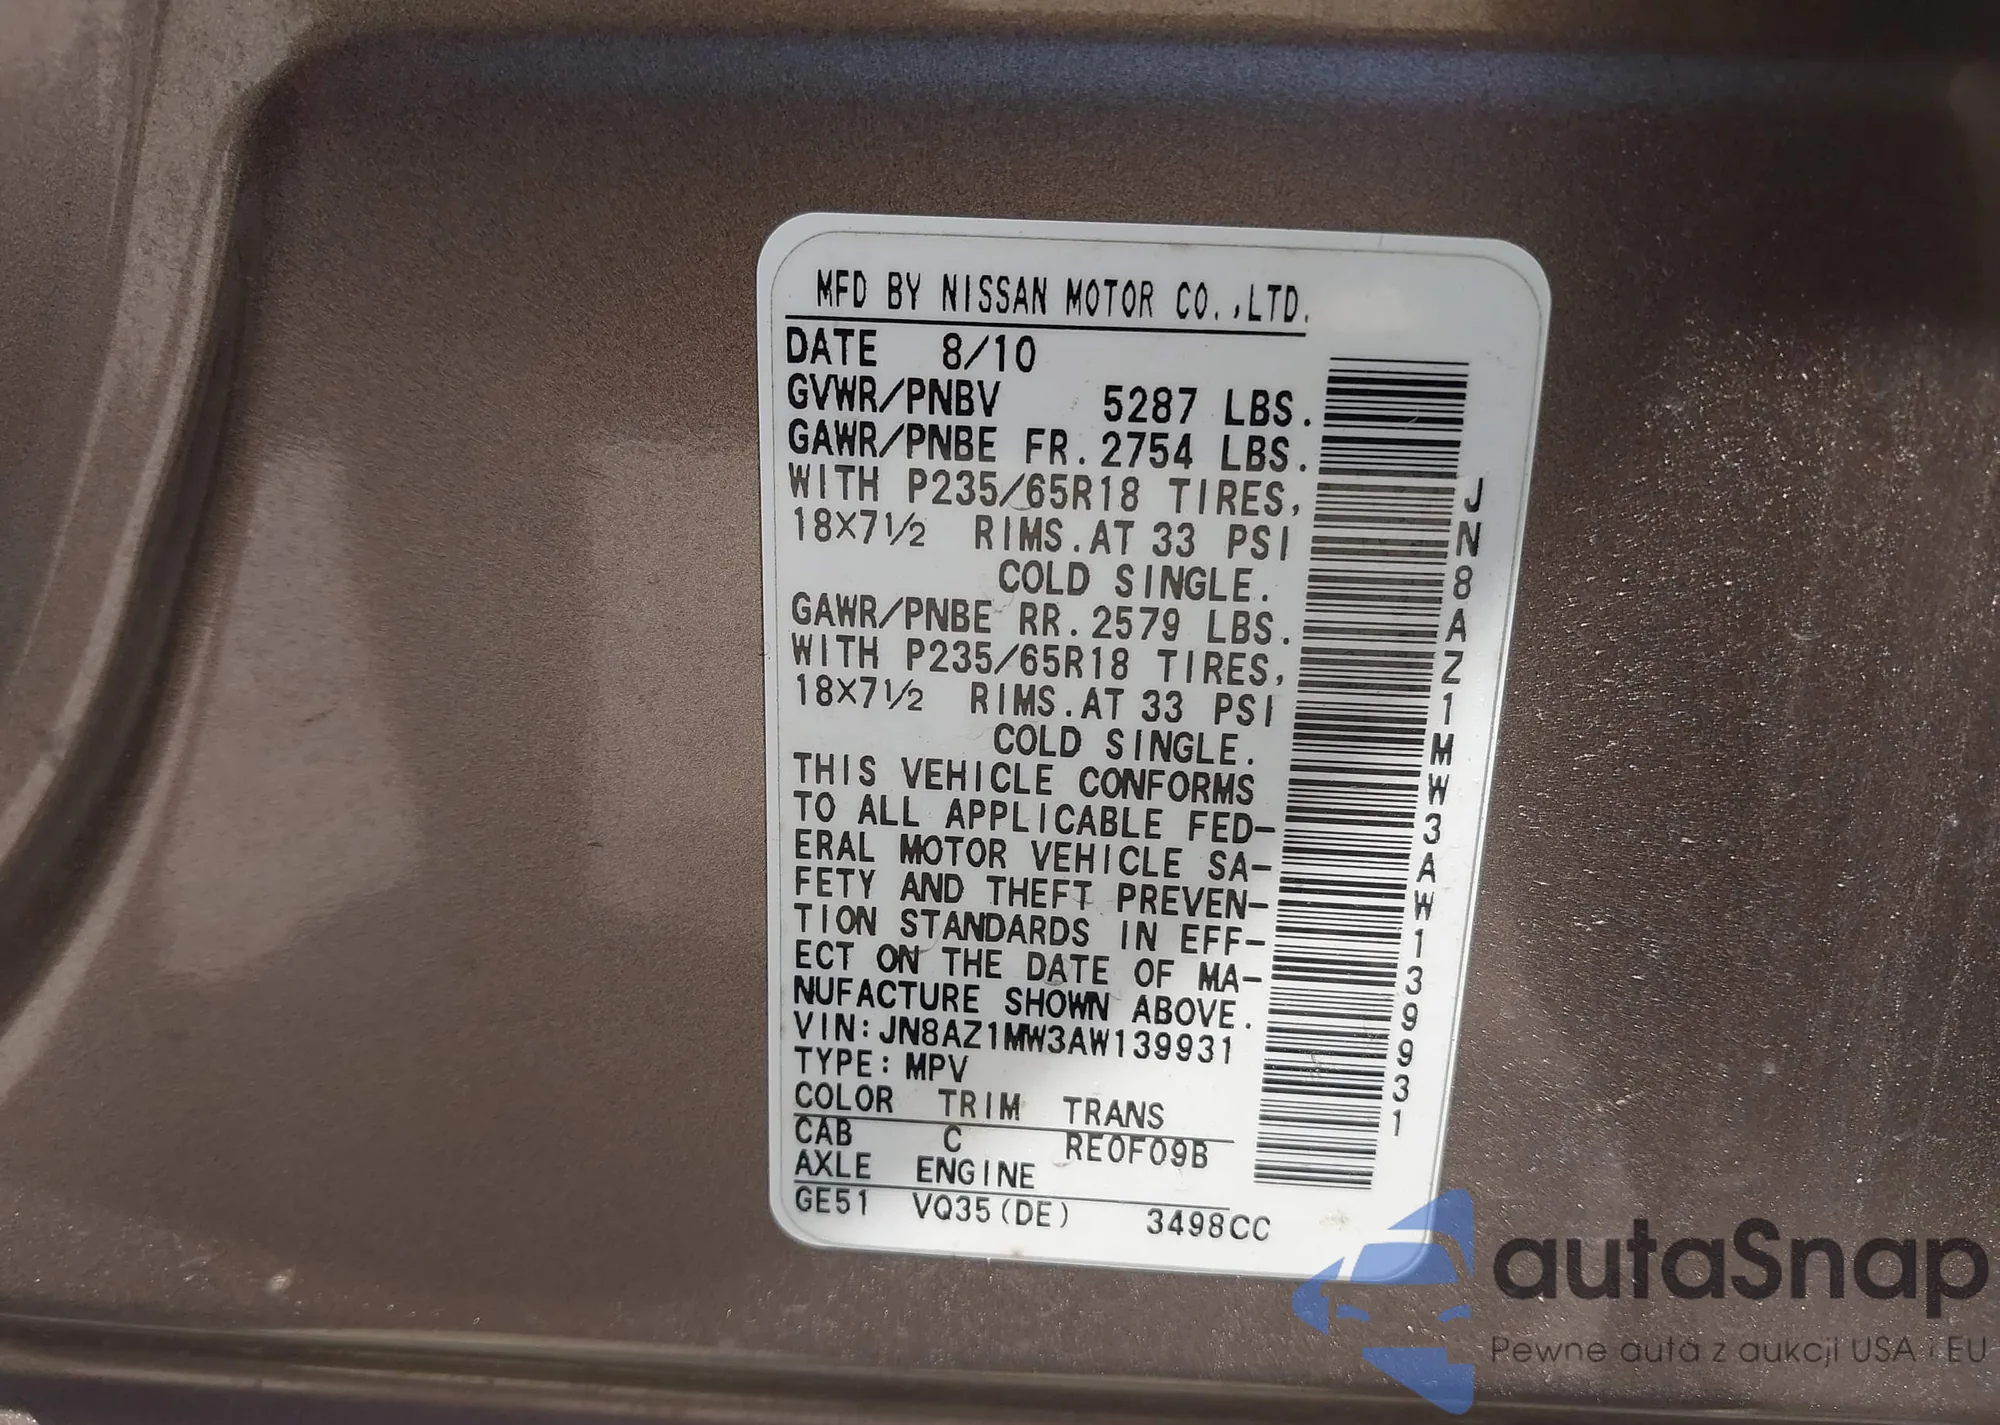 MFD BY NISSAN MOTOR CO.,LTD.
DATE 8/10
GVWR/PNBV 5287 LBS.
GAWR/PNBE FR. 2754 LBS.
WITH P235/65R18 TIRES,
18X7½ RIMS.AT 33 PSI
COLD SINGLE.
GAWR/PNBE RR. 2579 LBS.
WITH P235/65R18 TIRES,
18X7½ RIMS.AT 33 PSI
COLD SINGLE.
THIS VEHICLE CONFORMS
TO ALL APPLICABLE FED-
ERAL MOTOR VEHICLE SA-
FETY AND THEFT PREVEN-
TION STANDARDS IN EFF-
ECT ON THE DATE OF MA-
NUFACTURE SHOWN ABOVE.
VIN:JN8AZ1MW3AW139931
TYPE:MPV
COLOR TRIM TRANS
CAB C RE0F09B
AXLE ENGINE
GE51 VQ35(DE) 3498CC
JN8AZ1MW3AW139931
autaSnap
Pewne auta z aukcji USA i EU